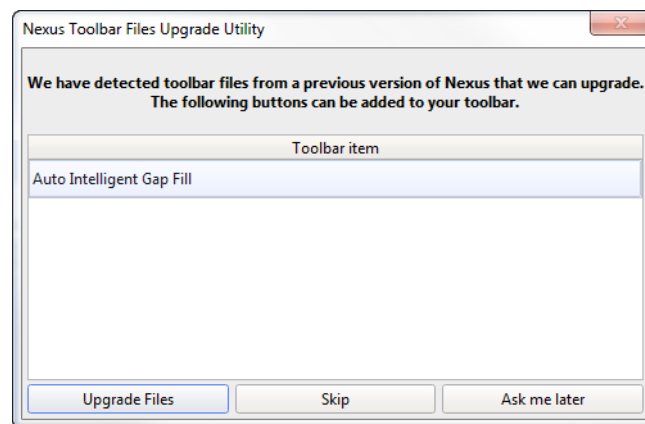 Nexus Toolbar Files Upgrade Utility
We have detected toolbar files from a previous version of Nexus that we can upgrade.
The following buttons can be added to your toolbar.
Toolbar item
Auto Intelligent Gap Fill
Upgrade Files
Skip
Ask me later